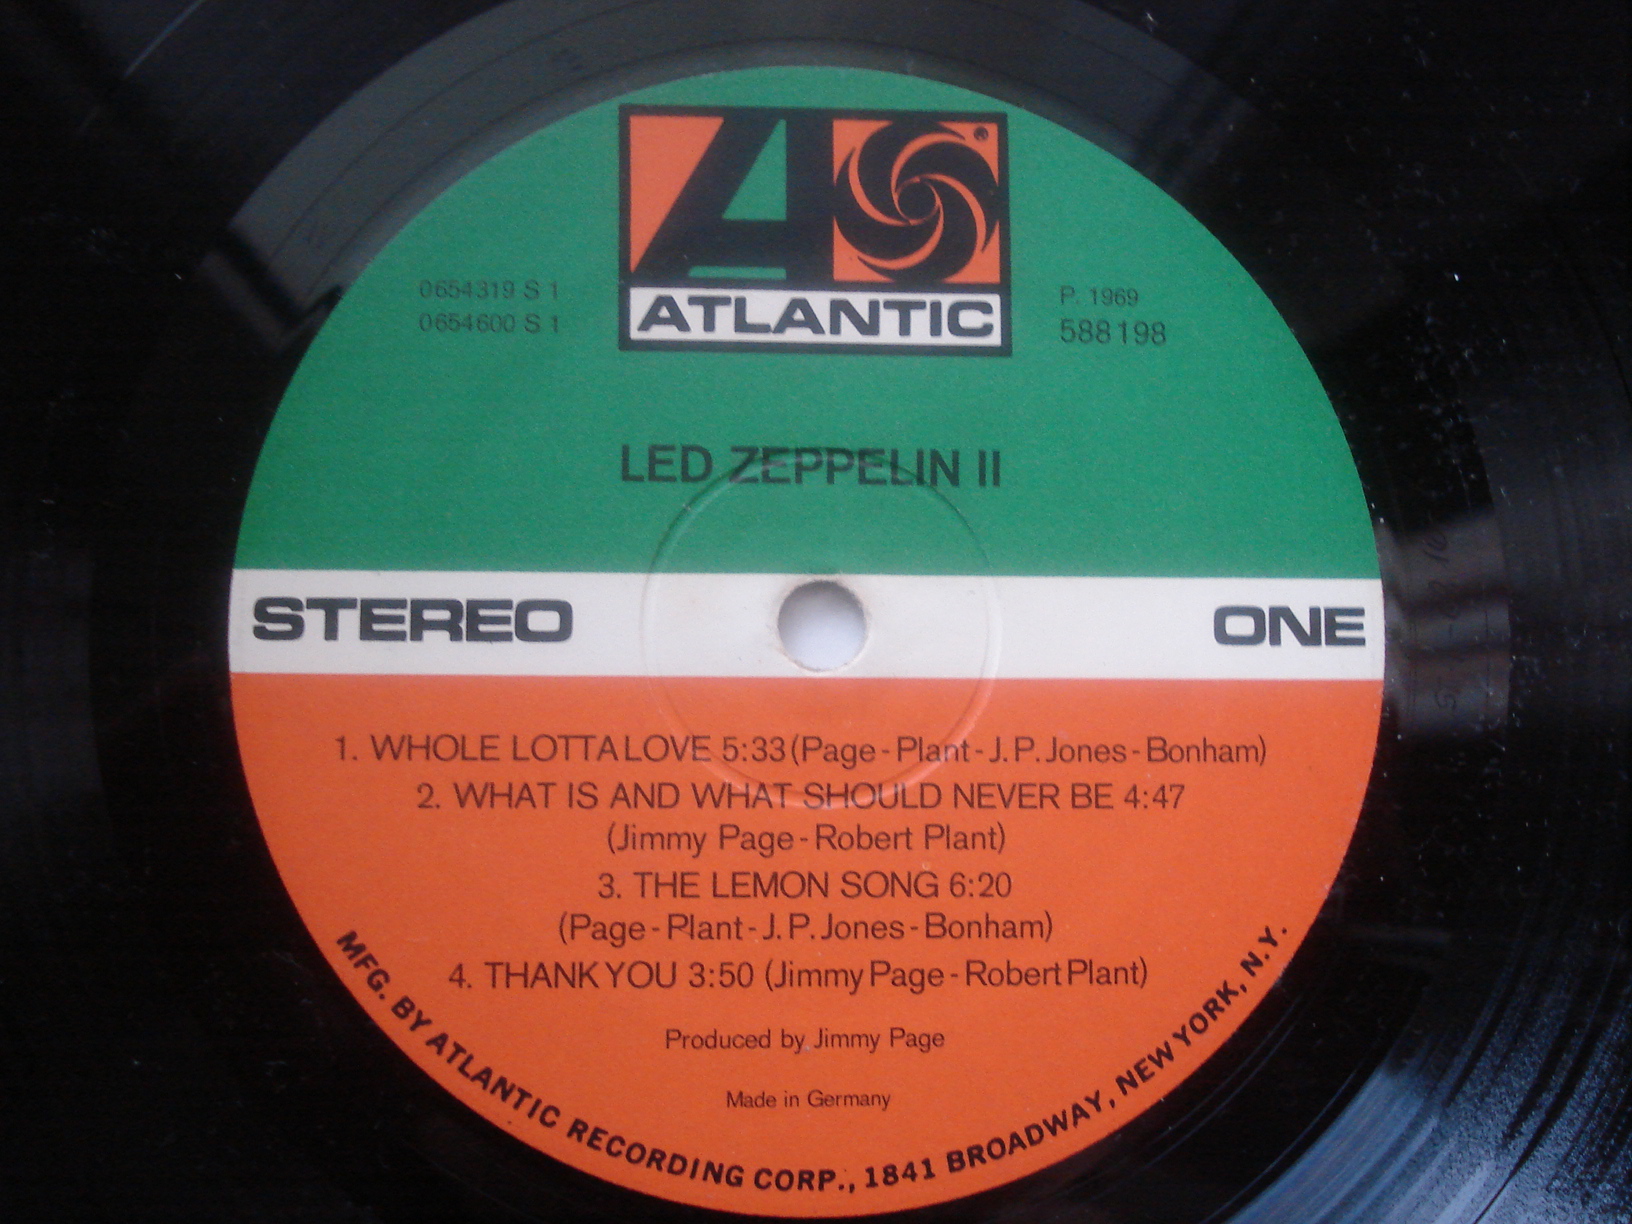 ®
ATLANTIC
0654319 S 1
0654600 S 1
P. 1969
588 198
LED ZEPPELIN II
STEREO
ONE
1. WHOLE LOTTA LOVE 5:33 (Page - Plant - J. P. Jones - Bonham)
2. WHAT IS AND WHAT SHOULD NEVER BE 4:47
(Jimmy Page - Robert Plant)
3. THE LEMON SONG 6:20
(Page - Plant - J. P. Jones - Bonham)
4. THANK YOU 3:50 (Jimmy Page - Robert Plant)
Produced by Jimmy Page
Made in Germany
MFG. BY ATLANTIC RECORDING CORP., 1841 BROADWAY, NEW YORK, N.Y.